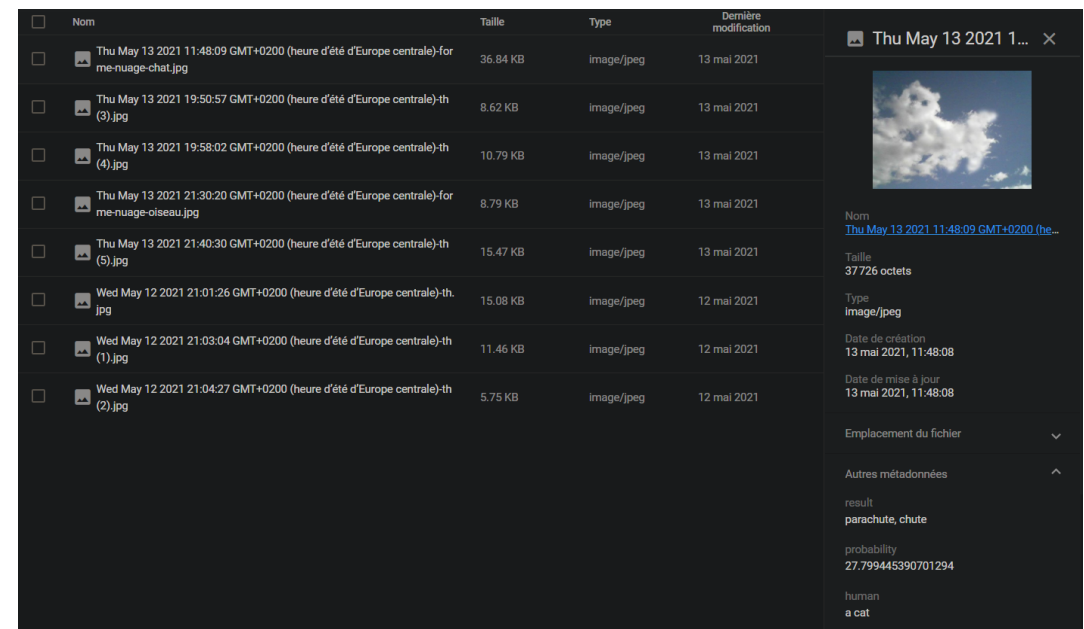 Nom
Taille
Type
Dernière
modification
Thu May 13 2021 11:48:09 GMT+0200 (heure d'été d'Europe centrale)-for
me-nuage-chat.jpg
36.84 KB
image/jpeg
13 mai 2021
Thu May 13 2021 19:50:57 GMT+0200 (heure d'été d'Europe centrale)-th
(3).jpg
8.62 KB
image/jpeg
13 mai 2021
Thu May 13 2021 19:58:02 GMT+0200 (heure d'été d'Europe centrale)-th
(4).jpg
10.79 KB
image/jpeg
13 mai 2021
Thu May 13 2021 21:30:20 GMT+0200 (heure d'été d'Europe centrale)-for
me-nuage-oiseau.jpg
8.79 KB
image/jpeg
13 mai 2021
Thu May 13 2021 21:40:30 GMT+0200 (heure d'été d'Europe centrale)-th
(5).jpg
15.47 KB
image/jpeg
13 mai 2021
Wed May 12 2021 21:01:26 GMT+0200 (heure d'été d'Europe centrale)-th.
jpg
15.08 KB
image/jpeg
12 mai 2021
Wed May 12 2021 21:03:04 GMT+0200 (heure d'été d'Europe centrale)-th
(1).jpg
11.46 KB
image/jpeg
12 mai 2021
Wed May 12 2021 21:04:27 GMT+0200 (heure d'été d'Europe centrale)-th
(2).jpg
5.75 KB
image/jpeg
12 mai 2021
Thu May 13 2021 1...
Nom
Thu May 13 2021 11:48:09 GMT+0200 (he...
Taille
37 726 octets
Type
image/jpeg
Date de création
13 mai 2021, 11:48:08
Date de mise à jour
13 mai 2021, 11:48:08
Emplacement du fichier
Autres métadonnées
result
parachute, chute
probability
27.799445390701294
human
a cat